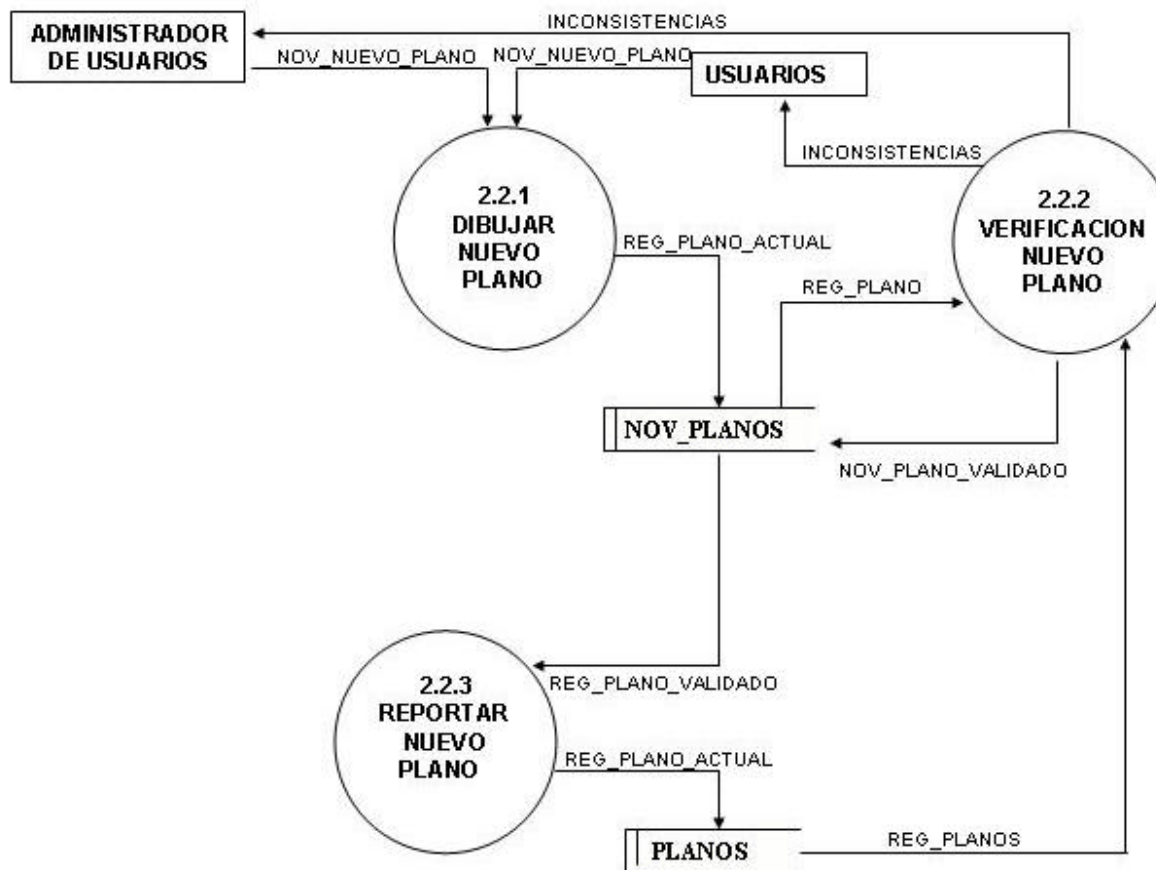 INCONSISTENCIAS
ADMINISTRADOR
DE USUARIOS
NOV_NUEVO_PLANO
NOV_NUEVO_PLANO
USUARIOS
INCONSISTENCIAS
2.2.1
DIBUJAR
NUEVO
PLANO
2.2.2
VERIFICACION
NUEVO
PLANO
REG_PLANO_ACTUAL
REG_PLANO
NOV_PLANOS
NOV_PLANO_VALIDADO
REG_PLANO_VALIDADO
2.2.3
REPORTAR
NUEVO
PLANO
REG_PLANO_ACTUAL
PLANOS
REG_PLANOS